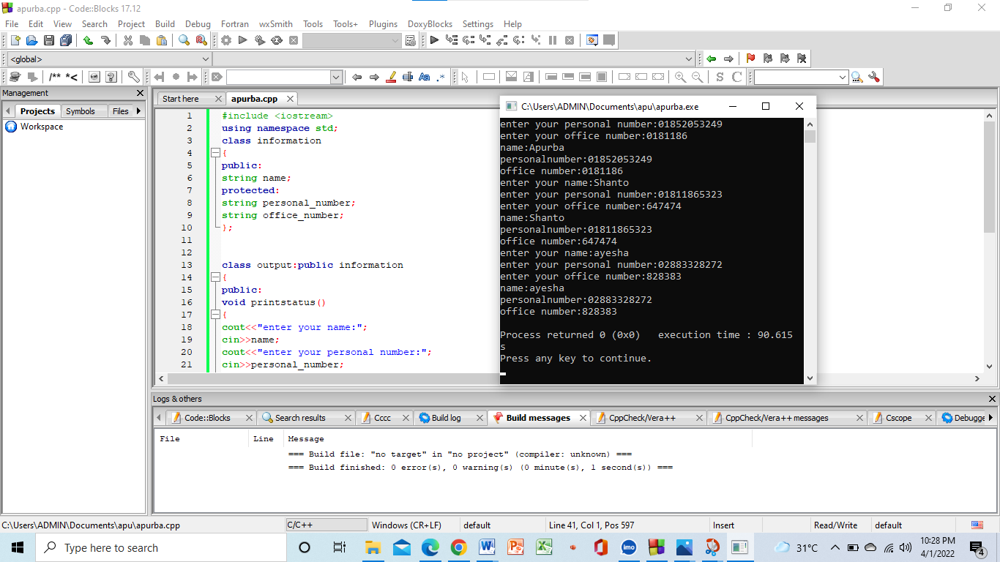 apurba.cpp - Code::Blocks 17.12
File Edit View Search Project Build Debug Fortran wxSmith Tools Tools+ Plugins DoxyBlocks Settings Help
<global>
/** *<
S C
Management
Projects Symbols Files
Workspace
Start here apurba.cpp
1 #include <iostream>
2 using namespace std;
3 class information
4 {
5 public:
6 string name;
7 protected:
8 string personal_number;
9 string office_number;
10 };
11
12
13 class output:public information
14 {
15 public:
16 void printstatus()
17 {
18 cout<<"enter your name:";
19 cin>>name;
20 cout<<"enter your personal number:";
21 cin>>personal_number;
C:\Users\ADMIN\Documents\apu\apurba.exe
enter your personal number:01852053249
enter your office number:0181186
name:Apurba
personalnumber:01852053249
office number:0181186
enter your name:Shanto
enter your personal number:01811865323
enter your office number:647474
name:Shanto
personalnumber:01811865323
office number:647474
enter your name:ayesha
enter your personal number:02883328272
enter your office number:828383
name:ayesha
personalnumber:02883328272
office number:828383
Process returned 0 (0x0)   execution time : 90.615
s
Press any key to continue.
Logs & others
Code::Blocks Search results Cccc Build log Build messages CppCheck/Vera++ CppCheck/Vera++ messages Cscope Debugge
File Line Message
=== Build file: "no target" in "no project" (compiler: unknown) ===
=== Build finished: 0 error(s), 0 warning(s) (0 minute(s), 1 second(s)) ===
C:\Users\ADMIN\Documents\apu\apurba.cpp C/C++ Windows (CR+LF) default Line 41, Col 1, Pos 597 Insert Read/Write default
Type here to search
imo
31°C
10:28 PM
4/1/2022
4